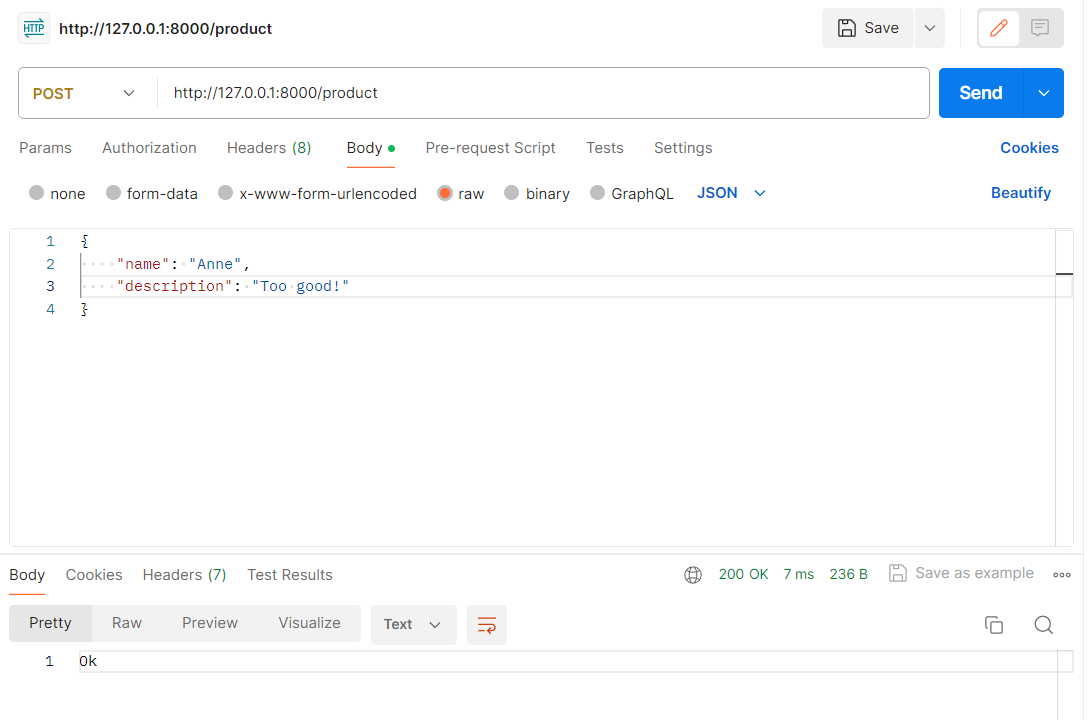 HTTP http://127.0.0.1:8000/product Save
POST http://127.0.0.1:8000/product Send
Params Authorization Headers (8) Body Pre-request Script Tests Settings Cookies
none form-data x-www-form-urlencoded raw binary GraphQL JSON Beautify
1 {
2 "name": "Anne",
3 "description": "Too good!"
4 }
Body Cookies Headers (7) Test Results 200 OK 7 ms 236 B Save as example
Pretty Raw Preview Visualize Text
1 Ok